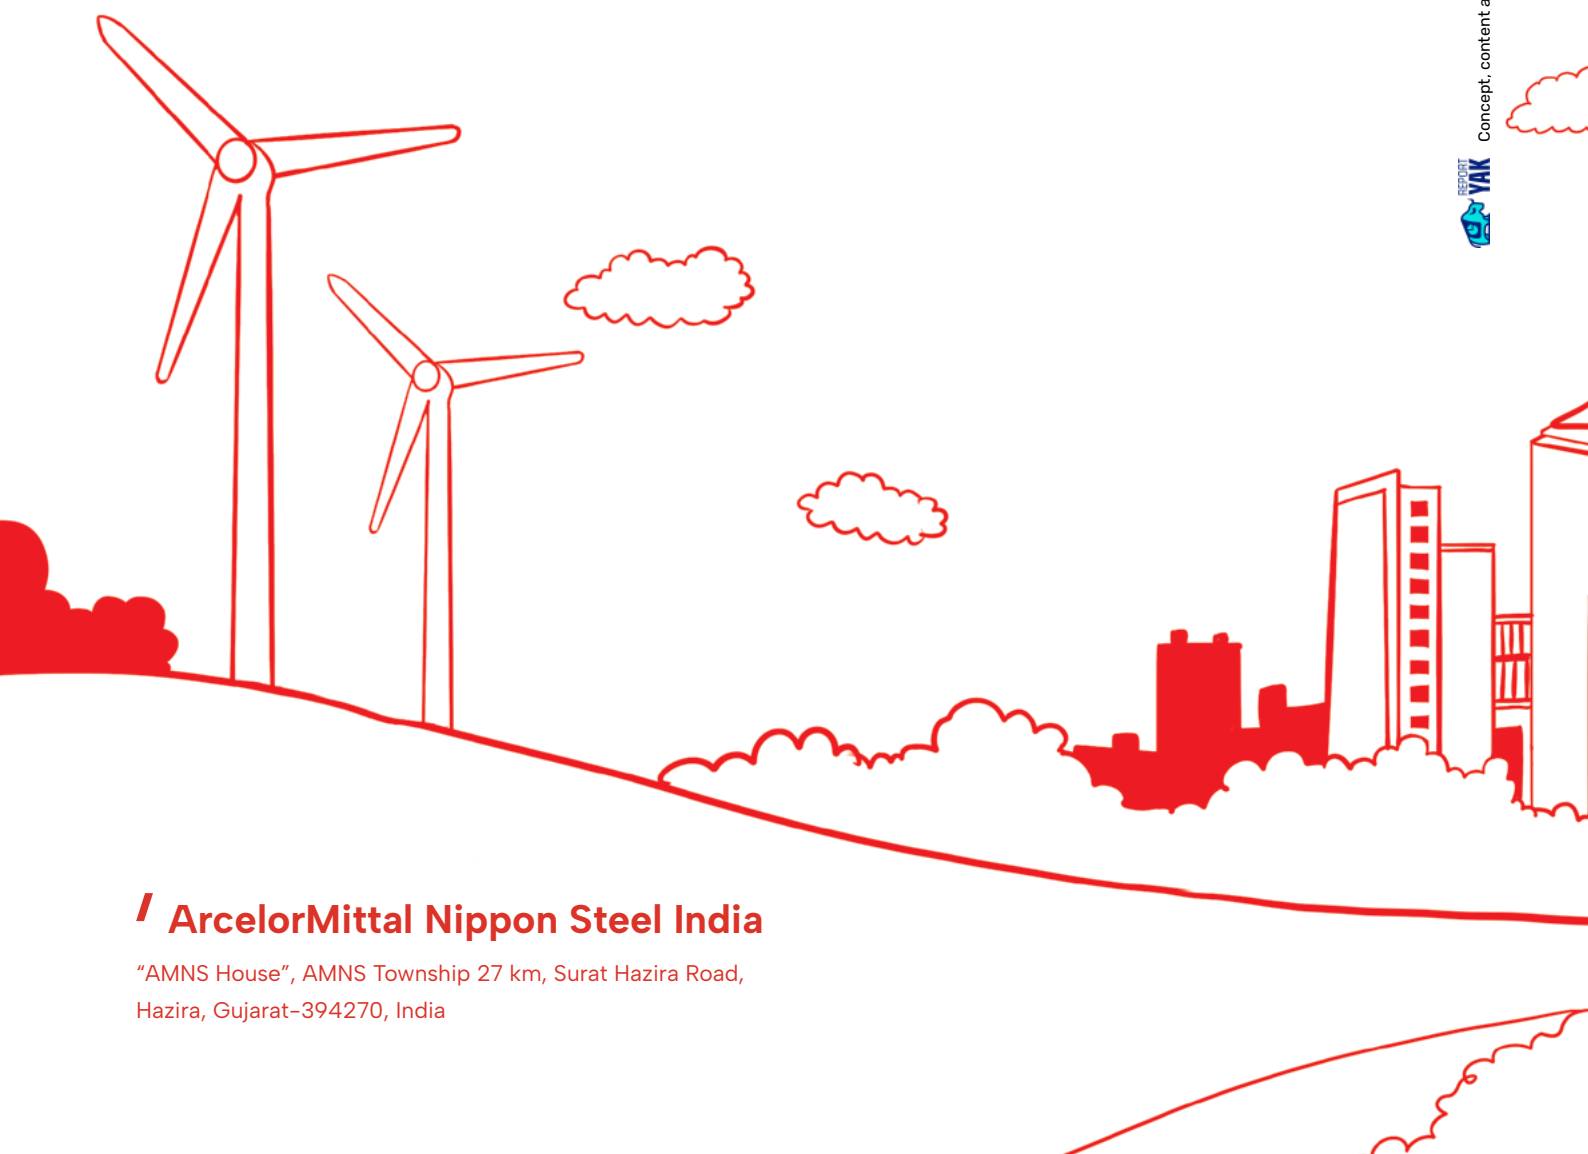 Concept, content a
REPORT
YAK
ArcelorMittal Nippon Steel India
“AMNS House”, AMNS Township 27 km, Surat Hazira Road,
Hazira, Gujarat-394270, India